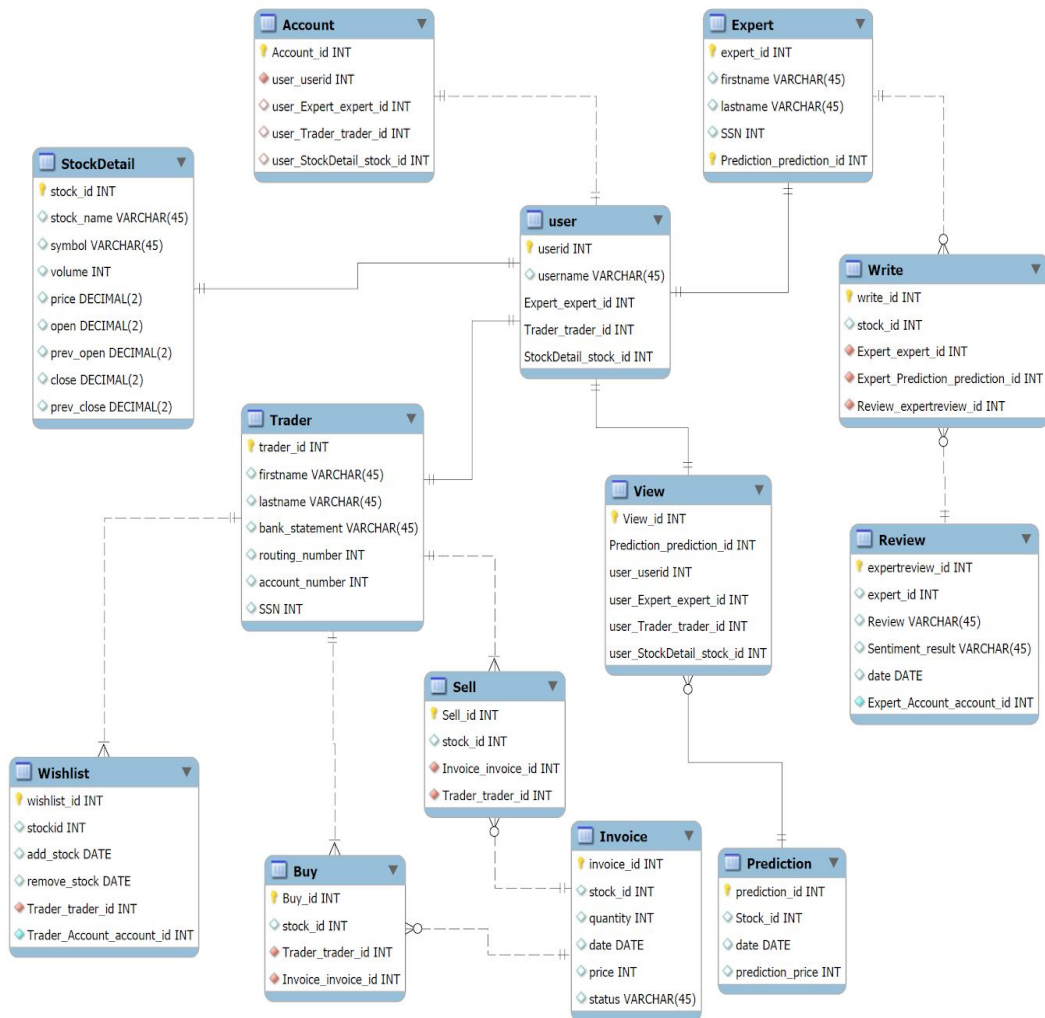 Account
Account_id INT
user_userid INT
user_Expert_expert_id INT
user_Trader_trader_id INT
user_StockDetail_stock_id INT
Expert
expert_id INT
firstname VARCHAR(45)
lastname VARCHAR(45)
SSN INT
Prediction_prediction_id INT
StockDetail
stock_id INT
stock_name VARCHAR(45)
symbol VARCHAR(45)
volume INT
price DECIMAL(2)
open DECIMAL(2)
prev_open DECIMAL(2)
close DECIMAL(2)
prev_close DECIMAL(2)
user
userid INT
username VARCHAR(45)
Expert_expert_id INT
Trader_trader_id INT
StockDetail_stock_id INT
Write
write_id INT
stock_id INT
Expert_expert_id INT
Expert_Prediction_prediction_id INT
Review_expertreview_id INT
Trader
trader_id INT
firstname VARCHAR(45)
lastname VARCHAR(45)
bank_statement VARCHAR(45)
routing_number INT
account_number INT
SSN INT
View
View_id INT
Prediction_prediction_id INT
user_userid INT
user_Expert_expert_id INT
user_Trader_trader_id INT
user_StockDetail_stock_id INT
Review
expertreview_id INT
expert_id INT
Review VARCHAR(45)
Sentiment_result VARCHAR(45)
date DATE
Expert_Account_account_id INT
Sell
Sell_id INT
stock_id INT
Invoice_invoice_id INT
Trader_trader_id INT
Wishlist
wishlist_id INT
stockid INT
add_stock DATE
remove_stock DATE
Trader_trader_id INT
Trader_Account_account_id INT
Buy
Buy_id INT
stock_id INT
Trader_trader_id INT
Invoice_invoice_id INT
Invoice
invoice_id INT
stock_id INT
quantity INT
date DATE
price INT
status VARCHAR(45)
Prediction
prediction_id INT
Stock_id INT
date DATE
prediction_price INT